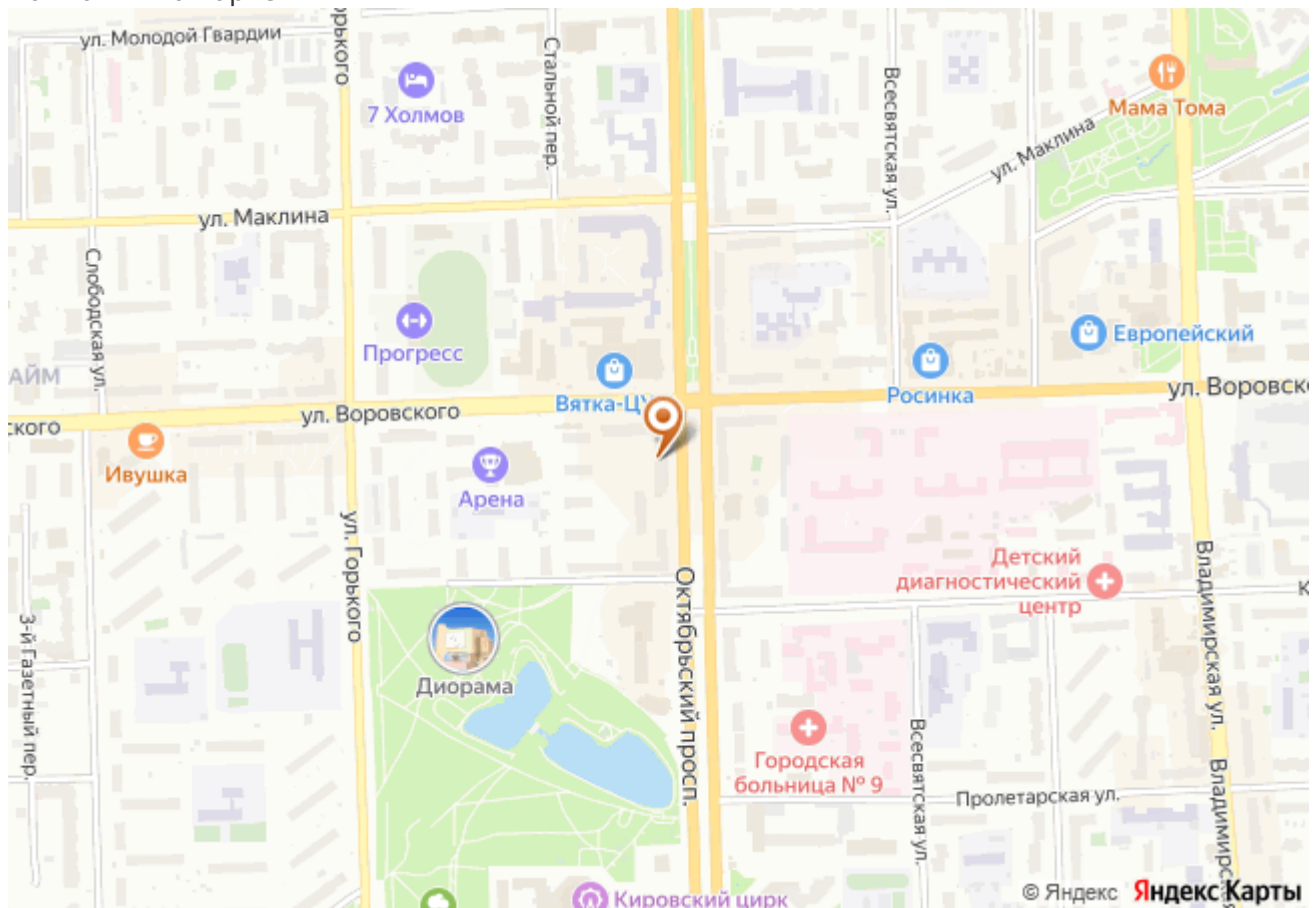 ул. Молодой Гвардии
орького
Стальной пер.
7 Холмов
Всесвятская ул.
Мама Тома
ул. Маклина
ул. Маклина
Слободская ул.
Прогресс
Европейский
АЙМ
Вятка-ЦУ
Росинка
ул. Воровско
ул. Воровского
ского
Ивушка
Арена
ул. Горького
Детский
диагностический
центр
К
Октябрьский просп.
Владимирская ул.
3-й Газетный пер.
Диорама
Городская
больница № 9
Всесвятская ул.
Пролетарская ул.
Владимирск
Кировский цирк
© Яндекс Яндекс Карты